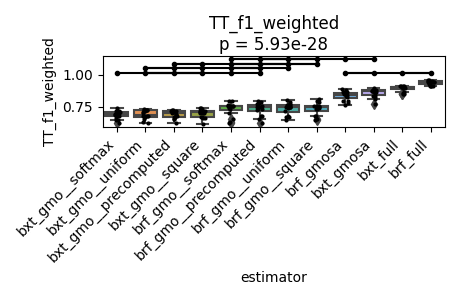 TT_f1_weighted
p = 5.93e-28
TT_f1_weighted
1.00
0.75
bxt_gmo__softmax
bxt_gmo__uniform
bxt_gmo__precomputed
bxt_gmo__square
brf_gmo__softmax
brf_gmo__precomputed
brf_gmo__uniform
brf_gmo__square
brf_gmosa
bxt_gmosa
bxt_full
brf_full
estimator